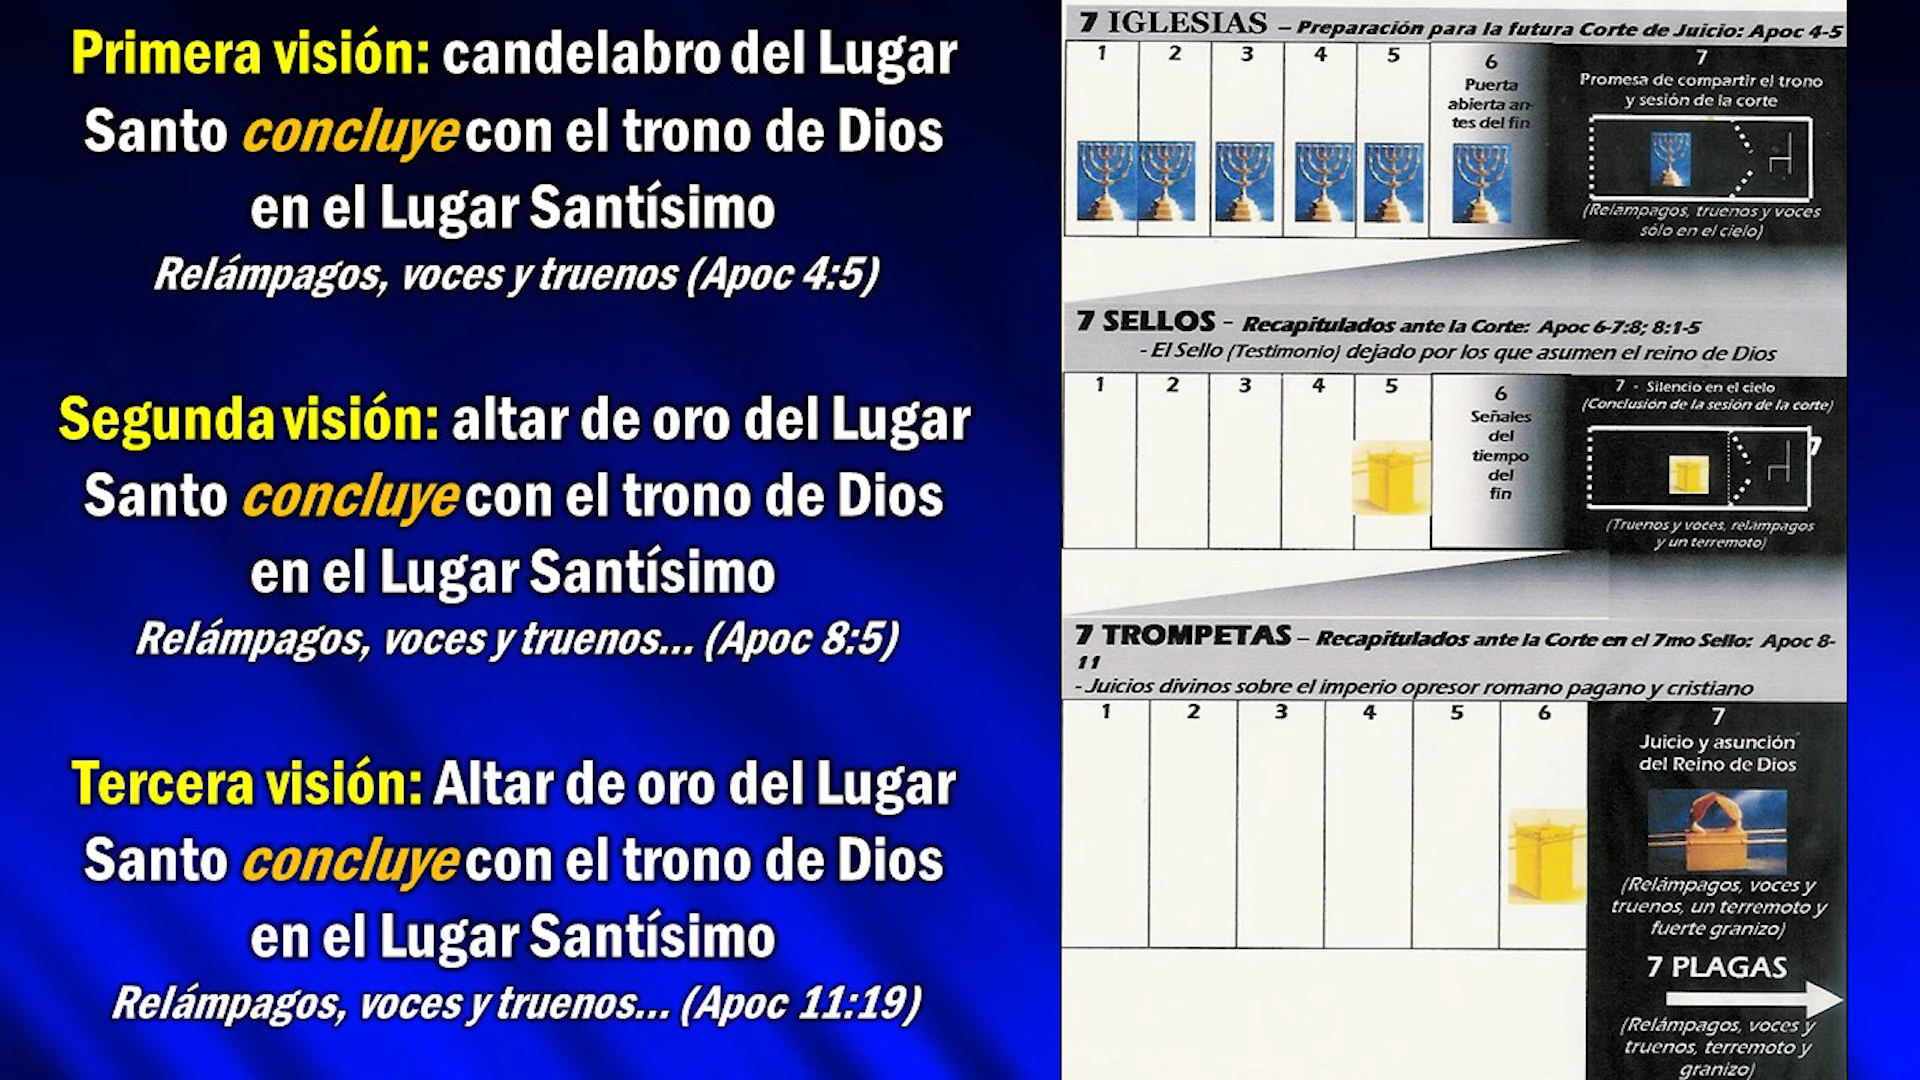 Primera visión: candelabro del Lugar
Santo concluye con el trono de Dios
en el Lugar Santísimo
Relámpagos, voces y truenos (Apoc 4:5)
Segunda visión: altar de oro del Lugar
Santo concluye con el trono de Dios
en el Lugar Santísimo
Relámpagos, voces y truenos... (Apoc 8:5)
Tercera visión: Altar de oro del Lugar
Santo concluye con el trono de Dios
en el Lugar Santísimo
Relámpagos, voces y truenos... (Apoc 11:19)
7 IGLESIAS – Preparación para la futura Corte de Juicio: Apoc 4-5
1 2 3 4 5
6
Puerta
abierta an-
tes del fin
7
Promesa de compartir el trono
y sesión de la corte
(Relampagos, truenos y voces
sólo en el cielo)
7 SELLOS – Recapitulados ante la Corte: Apoc 6-7:8; 8:1-5
- El Sello (Testimonio) dejado por los que asumen el reino de Dios
1 2 3 4 5
6
Señales
del
tiempo
del
fin
7 - Silencio en el cielo
(Conclusión de la sesión de la corte)
7
(Truenos y voces, relampagos
y un terremoto)
7 TROMPETAS – Recapitulados ante la Corte en el 7mo Sello: Apoc 8-
11
- Juicios divinos sobre el imperio opresor romano pagano y cristiano
1 2 3 4 5 6
7
Juicio y asunción
del Reino de Dios
(Relámpagos, voces y
truenos, un terremoto y
fuerte granizo)
7 PLAGAS
(Relámpagos, voces y
truenos, terremoto y
granizo)